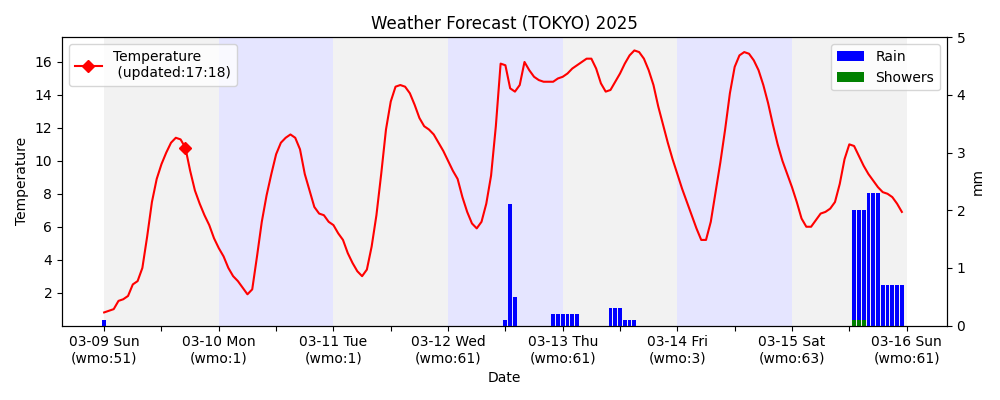 Weather Forecast (TOKYO) 2025
Temperature
(updated:17:18)
Rain
Showers
Temperature
16
14
12
10
8
6
4
2
mm
5
4
3
2
1
0
03-09 Sun
(wmo:51)
03-10 Mon
(wmo:1)
03-11 Tue
(wmo:1)
03-12 Wed
(wmo:61)
03-13 Thu
(wmo:61)
03-14 Fri
(wmo:3)
03-15 Sat
(wmo:63)
03-16 Sun
(wmo:61)
Date